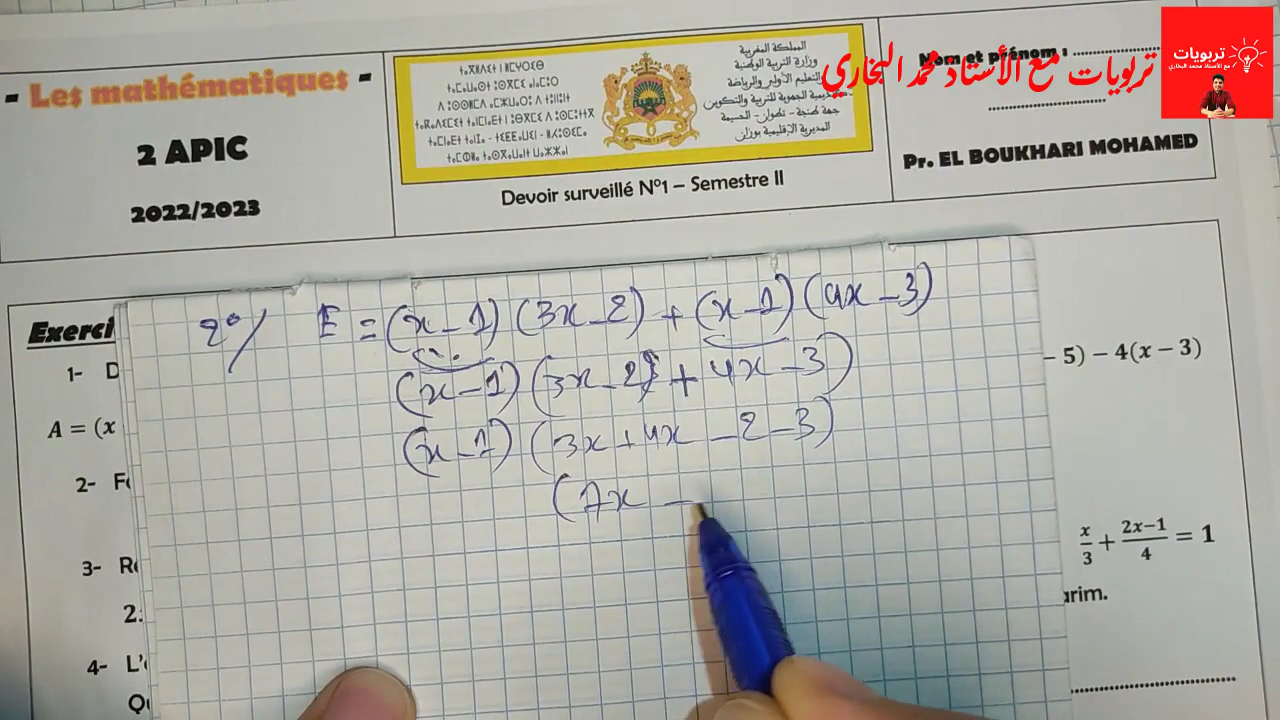 - Les mathématiques -
2 APIC
2022/2023
المملكة المغربية
وزارة التربية الوطنية
والتعليم الأولي والرياضة
الأكاديمية الجهوية للتربية والتكوين
جهة طنجة - تطوان - الحسيمة
المديرية الإقليمية بوزان
Devoir surveillé N°1 – Semestre II
Nom et prénom :
Pr. EL BOUKHARI MOHAMED
تربويات مع الأستاذ محمد البخاري
تربويات
مع الأستاذ محمد البخاري
Exerci
1- D
A = (x
– 5) – 4(x – 3)
2- F
3- R
2
x/3 + 2x–1/4 = 1
arim.
4- L'
Q
2°/ E = (x - 1)(3x - 2) + (x - 1)(4x - 3)
(x - 1)(3x - 2 + 4x - 3)
(x - 1)(3x + 4x - 2 - 3)
(7x -